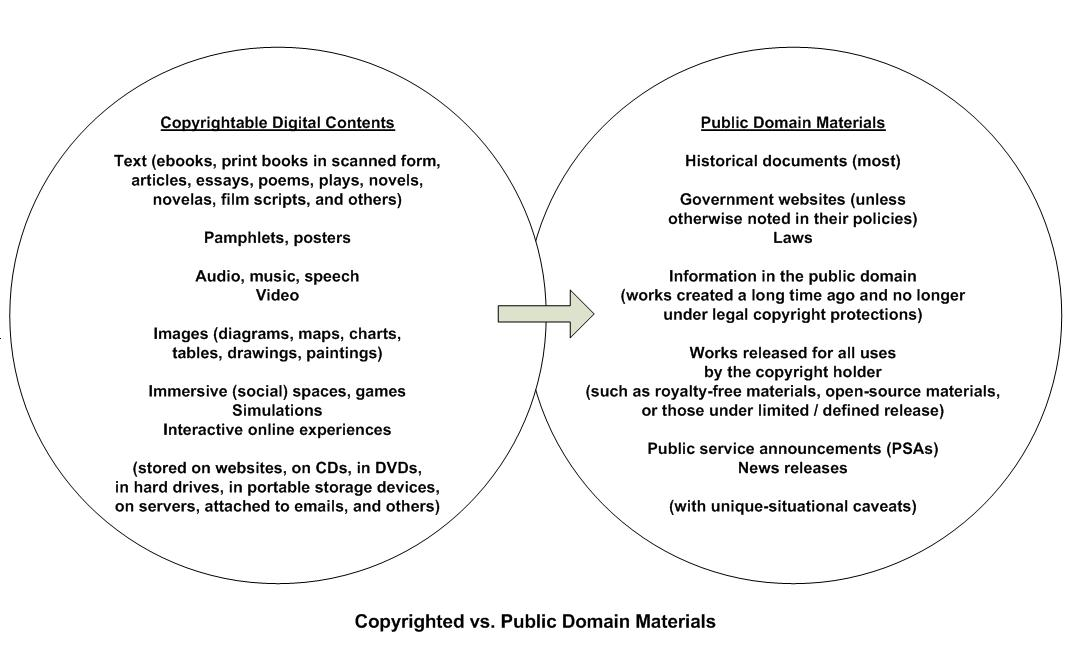 Copyrightable Digital Contents
Text (ebooks, print books in scanned form,
articles, essays, poems, plays, novels,
novelas, film scripts, and others)
Pamphlets, posters
Audio, music, speech
Video
Images (diagrams, maps, charts,
tables, drawings, paintings)
Immersive (social) spaces, games
Simulations
Interactive online experiences
(stored on websites, on CDs, in DVDs,
in hard drives, in portable storage devices,
on servers, attached to emails, and others)
Public Domain Materials
Historical documents (most)
Government websites (unless
otherwise noted in their policies)
Laws
Information in the public domain
(works created a long time ago and no longer
under legal copyright protections)
Works released for all uses
by the copyright holder
(such as royalty-free materials, open-source materials,
or those under limited / defined release)
Public service announcements (PSAs)
News releases
(with unique-situational caveats)
Copyrighted vs. Public Domain Materials